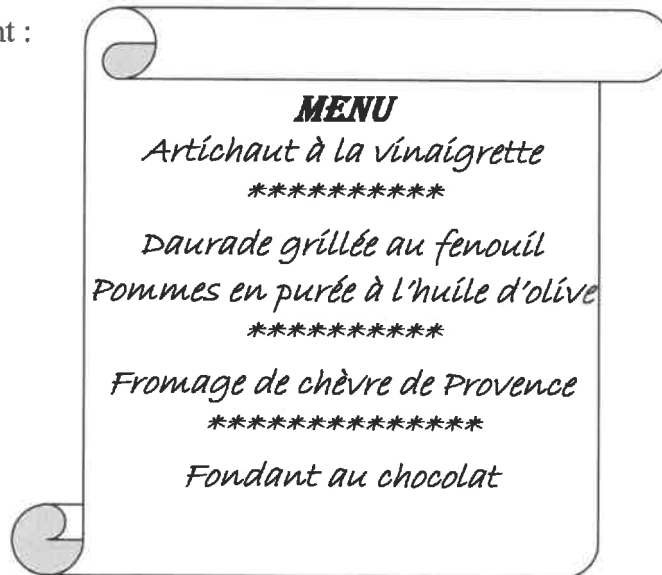 nt :
MENU
Artichaut à la vinaigrette
**********
Daurade grillée au fenouil
Pommes en purée à l'huile d'olive
**********
Fromage de chèvre de Provence
**************
Fondant au chocolat